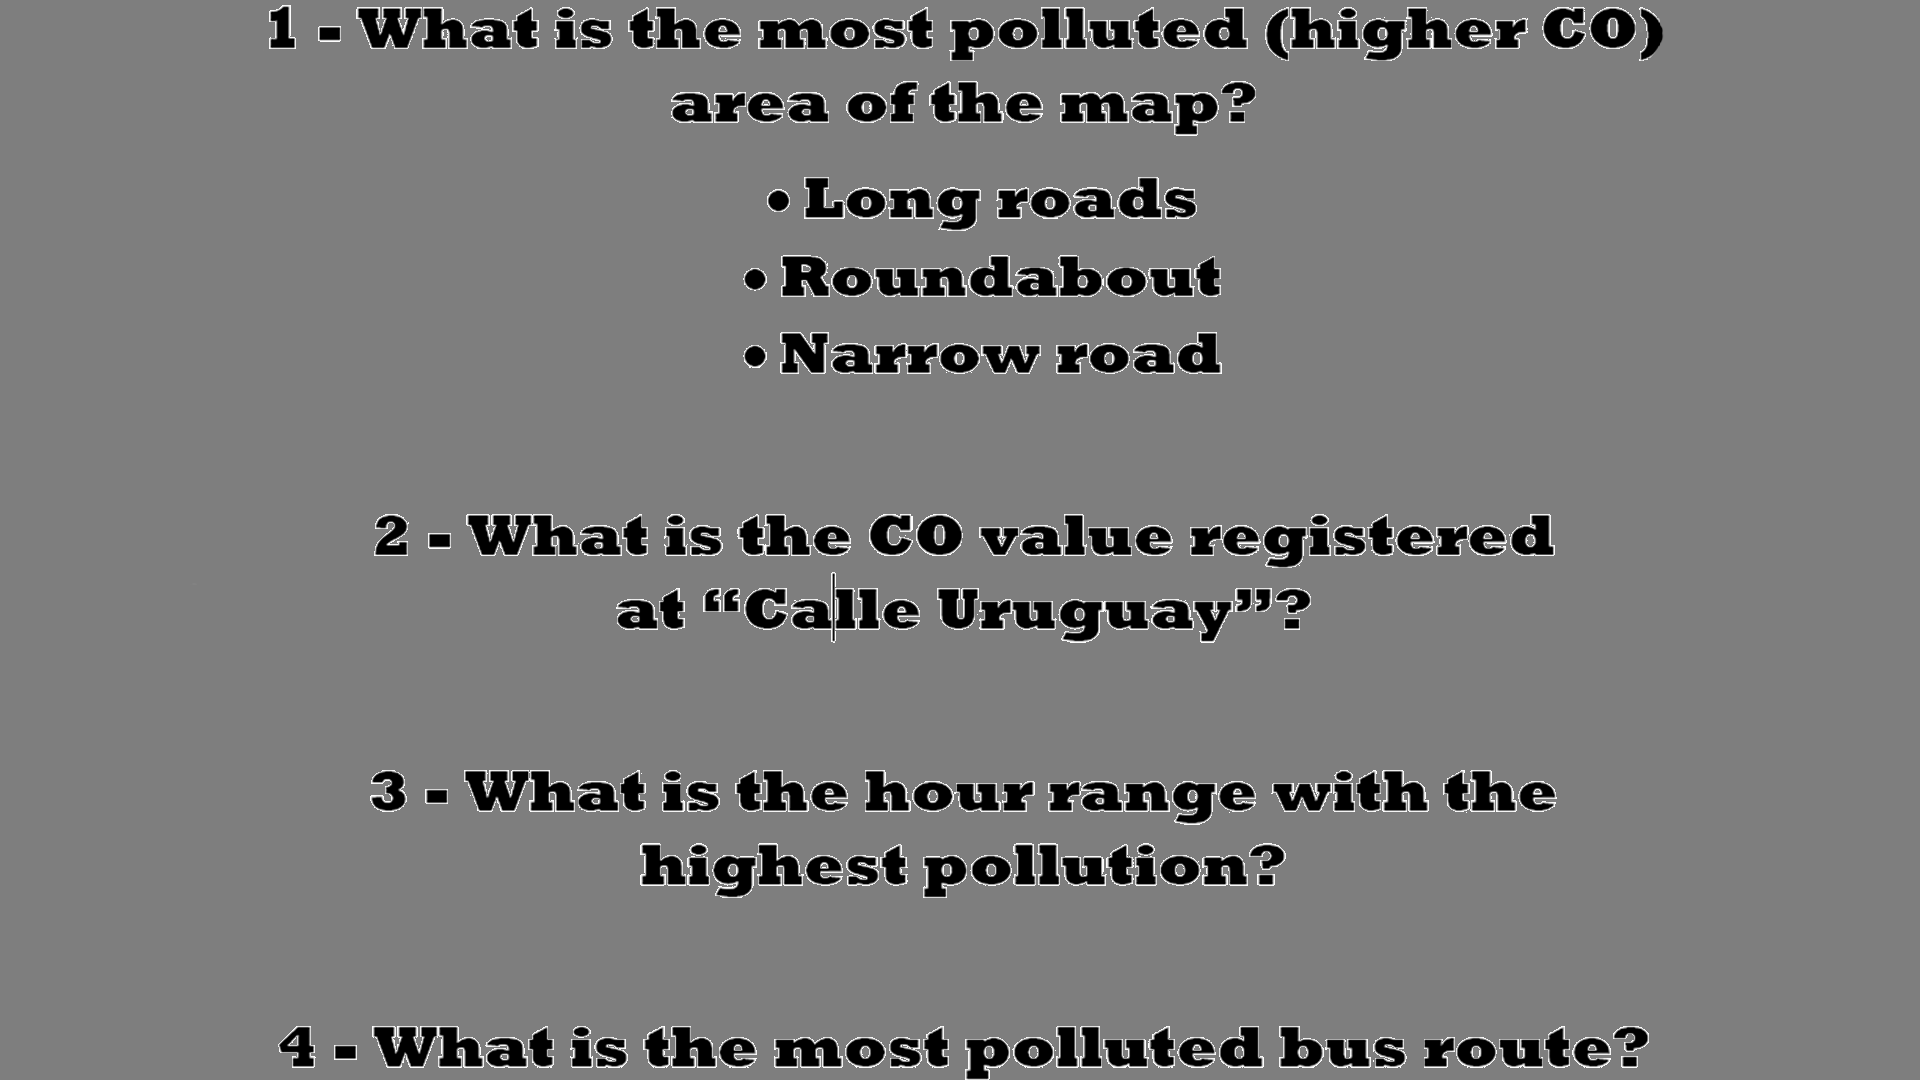 1 - What is the most polluted (higher CO)
area of the map?
• Long roads
• Roundabout
• Narrow road
2 - What is the CO value registered
at “Calle Uruguay”?
3 - What is the hour range with the
highest pollution?
4 - What is the most polluted bus route?